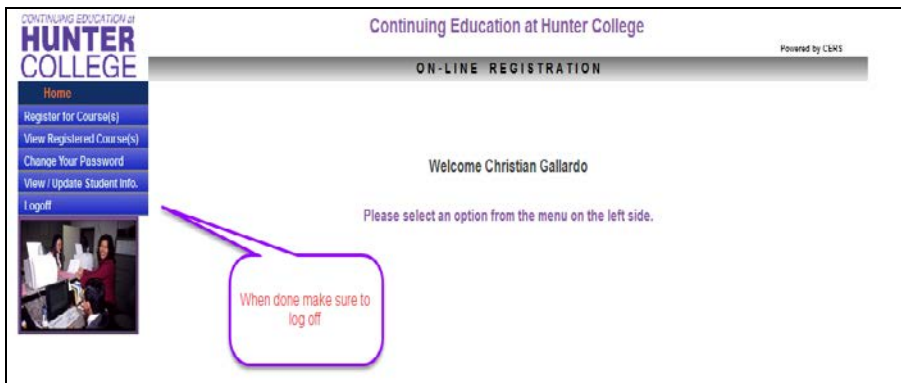 CONTINUING EDUCATION at
HUNTER
COLLEGE
Continuing Education at Hunter College
Powered by CERS
ON-LINE REGISTRATION
Home
Register for Course(s)
View Registered Course(s)
Change Your Password
View / Update Student Info.
Logoff
Welcome Christian Gallardo
Please select an option from the menu on the left side.
When done make sure to
log off